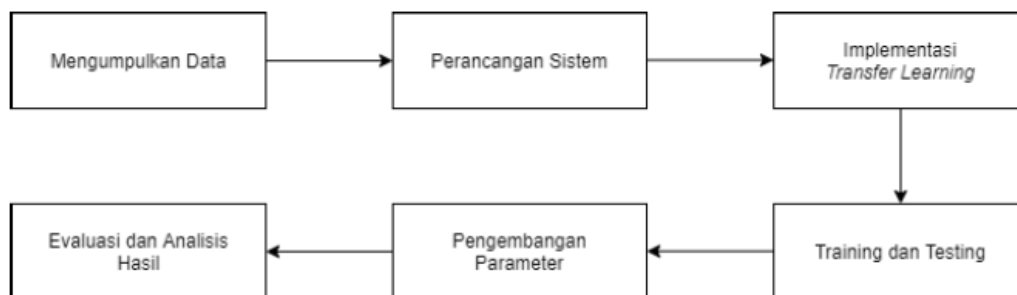 Mengumpulkan Data
Perancangan Sistem
Implementasi
Transfer Learning
Training dan Testing
Pengembangan
Parameter
Evaluasi dan Analisis
Hasil